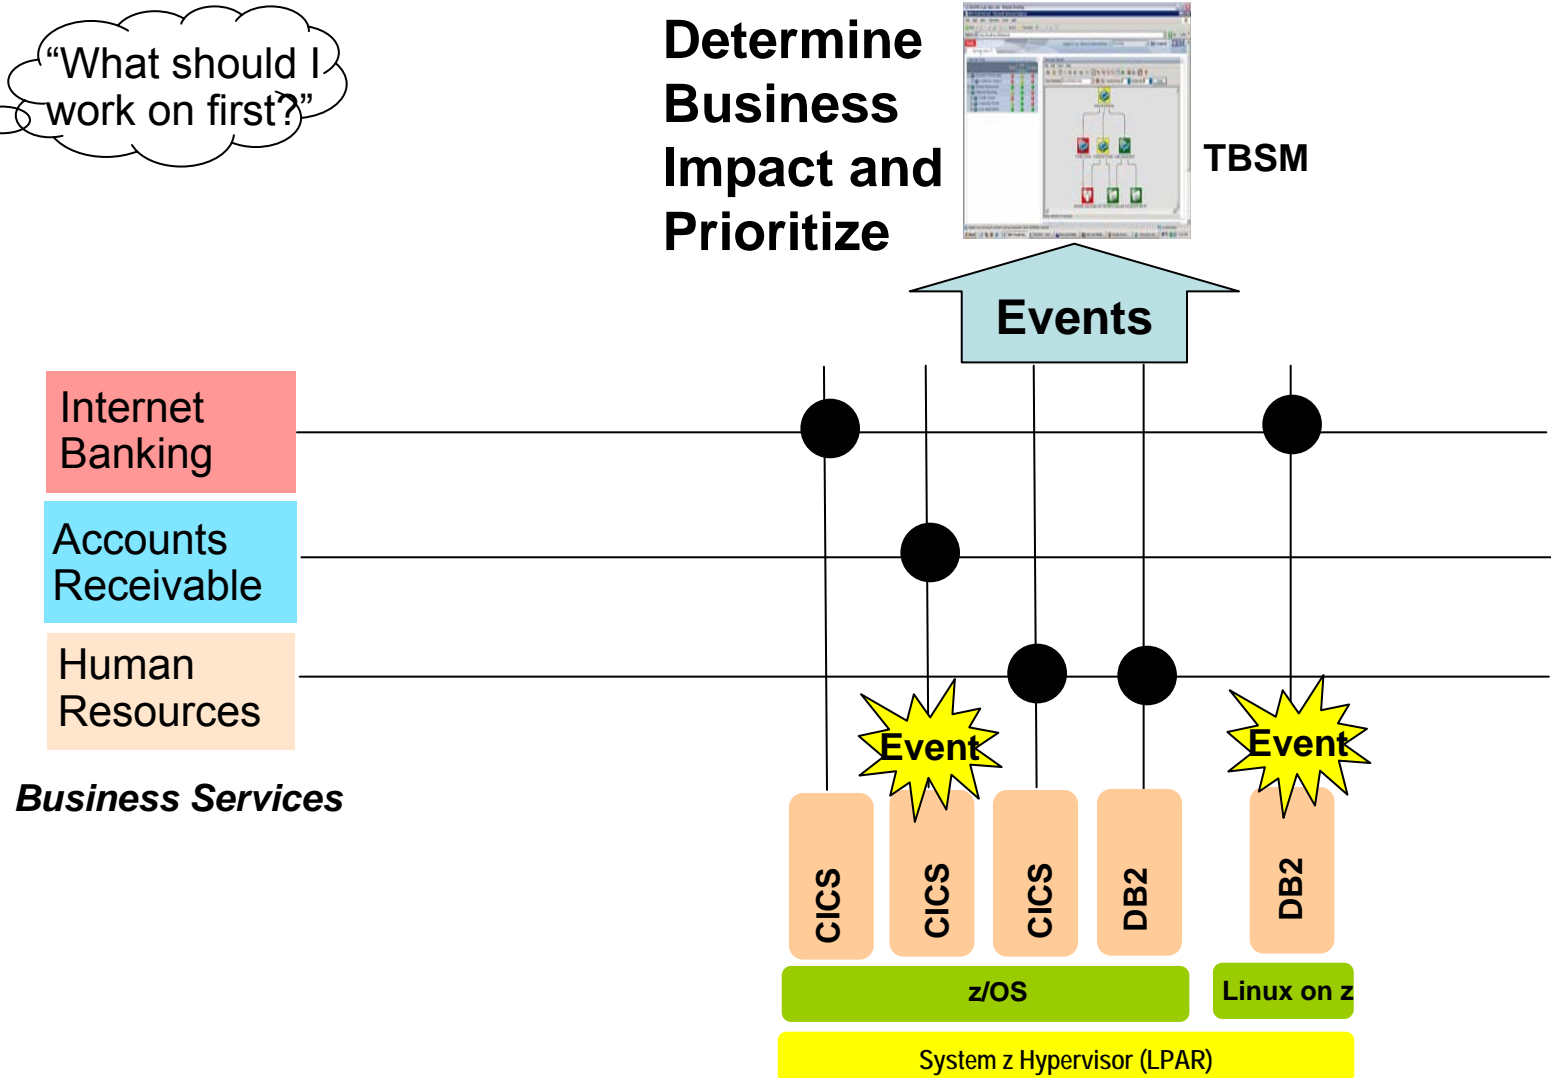 “What should I
work on first?”
Determine
Business
Impact and
Prioritize
TBSM
Events
Internet
Banking
Accounts
Receivable
Human
Resources
Business Services
Event
Event
CICS
CICS
CICS
DB2
DB2
z/OS
Linux on z
System z Hypervisor (LPAR)